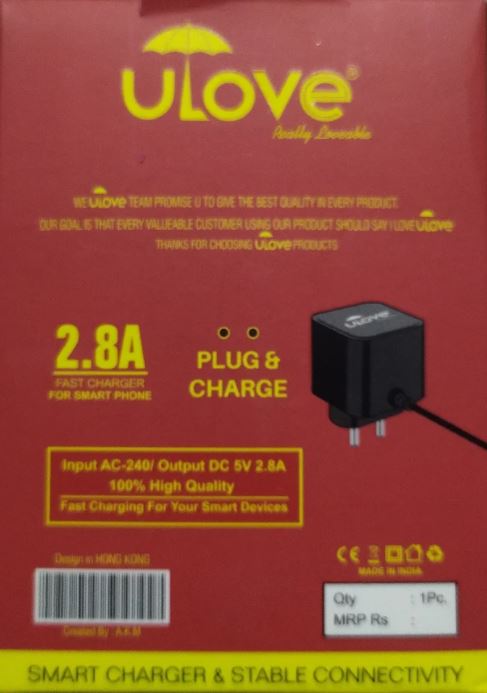 ULove®
Really Loveable
WE ULove TEAM PROMISE U TO GIVE THE BEST QUALITY IN EVERY PRODUCT.
OUR GOAL IS THAT EVERY VALUEABLE CUSTOMER USING OUR PRODUCT SHOULD SAY I LOVE ULove
THANKS FOR CHOOSING ULove PRODUCTS
2.8A
FAST CHARGER
FOR SMART PHONE
PLUG &
CHARGE
ULove
Input AC-240/ Output DC 5V 2.8A
100% High Quality
Fast Charging For Your Smart Devices
Design in HONG KONG
Created By : A.K.M
CE
MADE IN INDIA
Qty : 1Pc.
MRP Rs :
SMART CHARGER & STABLE CONNECTIVITY